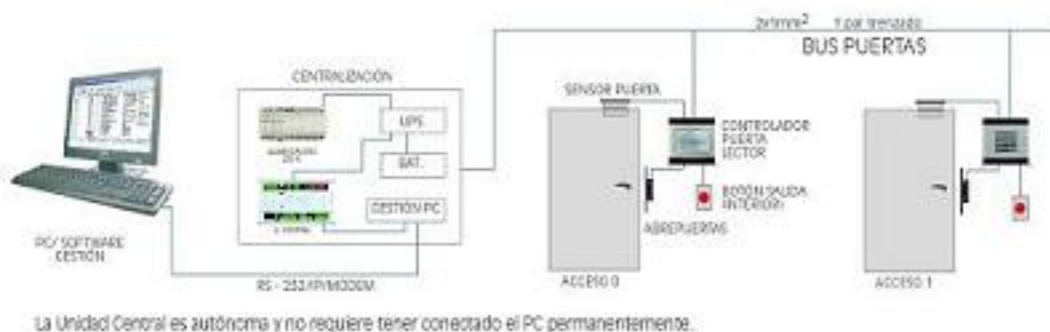 2x1mm² 1 par trenzado
BUS PUERTAS
CENTRALIZACIÓN
SENSOR PUERTA
UPS
CONTROLADOR
PUERTA
LECTOR
BAT.
GESTIÓN PC
BOTÓN SALIDA
INTERIOR
ABREPUERTAS
PC/ SOFTWARE
GESTIÓN
ACCESO 0
ACCESO 1
RS - 232/IP/MODEM
La Unidad Central es autónoma y no requiere tener conectado el PC permanentemente.